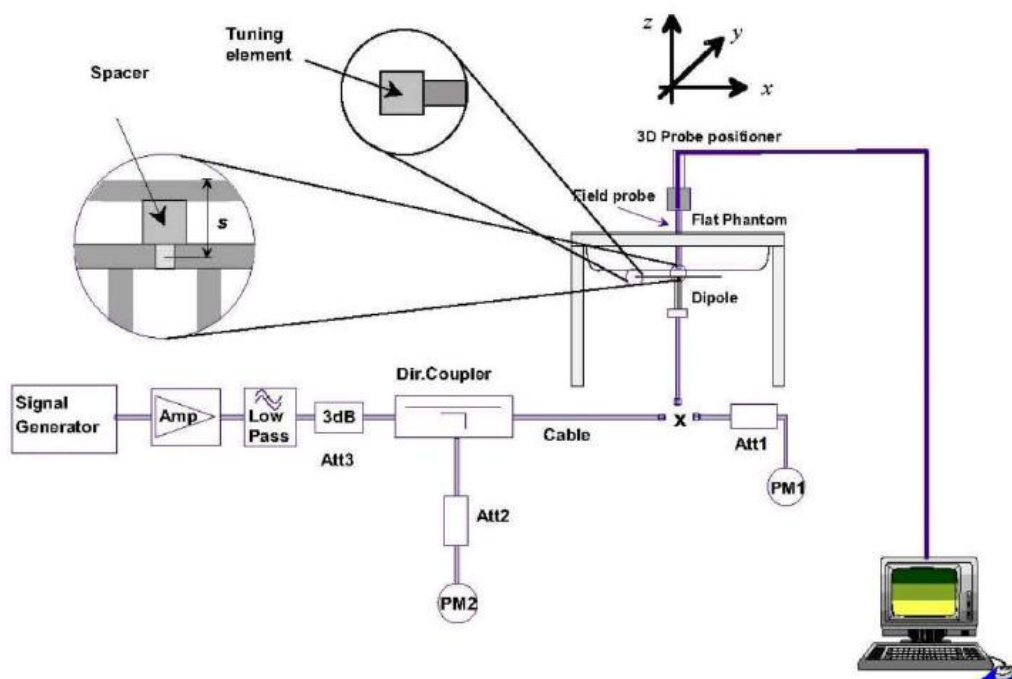 Tuning
element
Spacer
s
z
y
x
3D Probe positioner
Field probe
Flat Phantom
Dipole
Dir.Coupler
Signal
Generator
Amp
Low
Pass
3dB
Att3
Cable
X
Att1
PM1
Att2
PM2